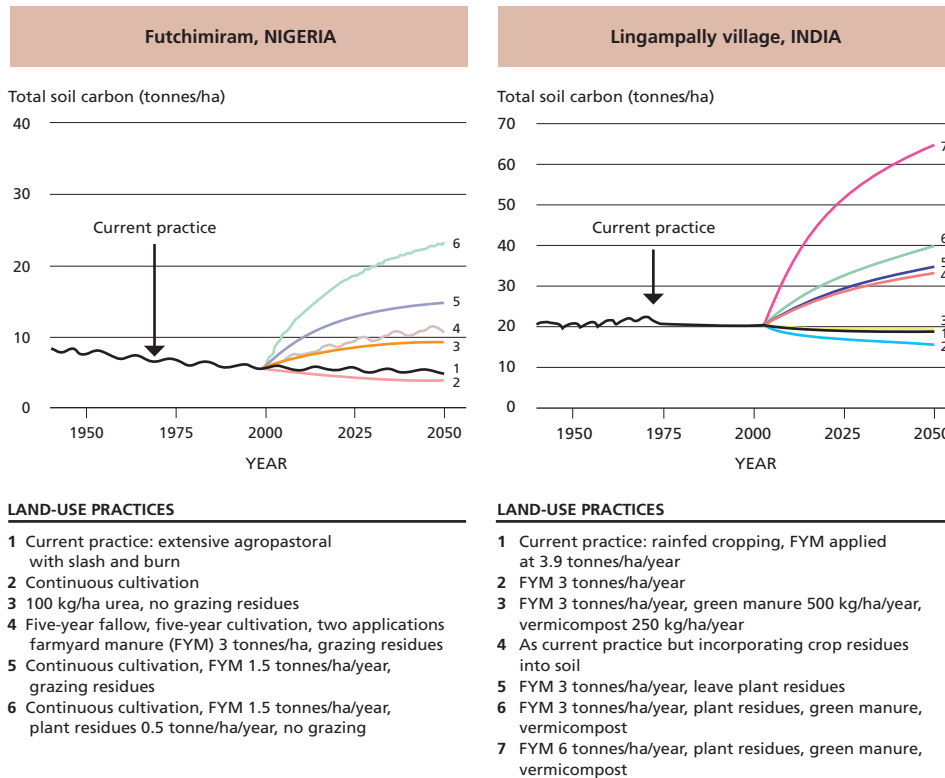 Futchimiram, NIGERIA
Total soil carbon (tonnes/ha)
40
30
20
10
0
Current practice
6
5
4
3
1
2
1950
1975
2000
2025
2050
YEAR
LAND-USE PRACTICES
1 Current practice: extensive agropastoral
with slash and burn
2 Continuous cultivation
3 100 kg/ha urea, no grazing residues
4 Five-year fallow, five-year cultivation, two applications
farmyard manure (FYM) 3 tonnes/ha, grazing residues
5 Continuous cultivation, FYM 1.5 tonnes/ha/year,
grazing residues
6 Continuous cultivation, FYM 1.5 tonnes/ha/year,
plant residues 0.5 tonne/ha/year, no grazing
Lingampally village, INDIA
Total soil carbon (tonnes/ha)
70
60
50
40
30
20
10
0
Current practice
7
6
5
4
3
1
2
1950
1975
2000
2025
2050
YEAR
LAND-USE PRACTICES
1 Current practice: rainfed cropping, FYM applied
at 3.9 tonnes/ha/year
2 FYM 3 tonnes/ha/year
3 FYM 3 tonnes/ha/year, green manure 500 kg/ha/year,
vermicompost 250 kg/ha/year
4 As current practice but incorporating crop residues
into soil
5 FYM 3 tonnes/ha/year, leave plant residues
6 FYM 3 tonnes/ha/year, plant residues, green manure,
vermicompost
7 FYM 6 tonnes/ha/year, plant residues, green manure,
vermicompost